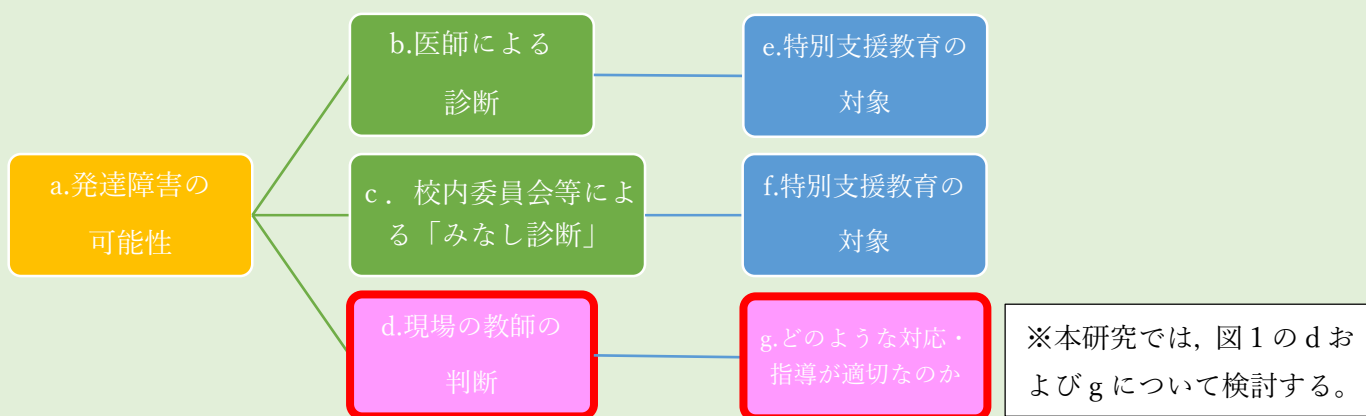 a.発達障害の
可能性
b.医師による
診断
c．校内委員会等によ
る「みなし診断」
d.現場の教師の
判断
e.特別支援教育の
対象
f.特別支援教育の
対象
g.どのような対応・
指導が適切なのか
※本研究では, 図１の d お
よび g について検討する。